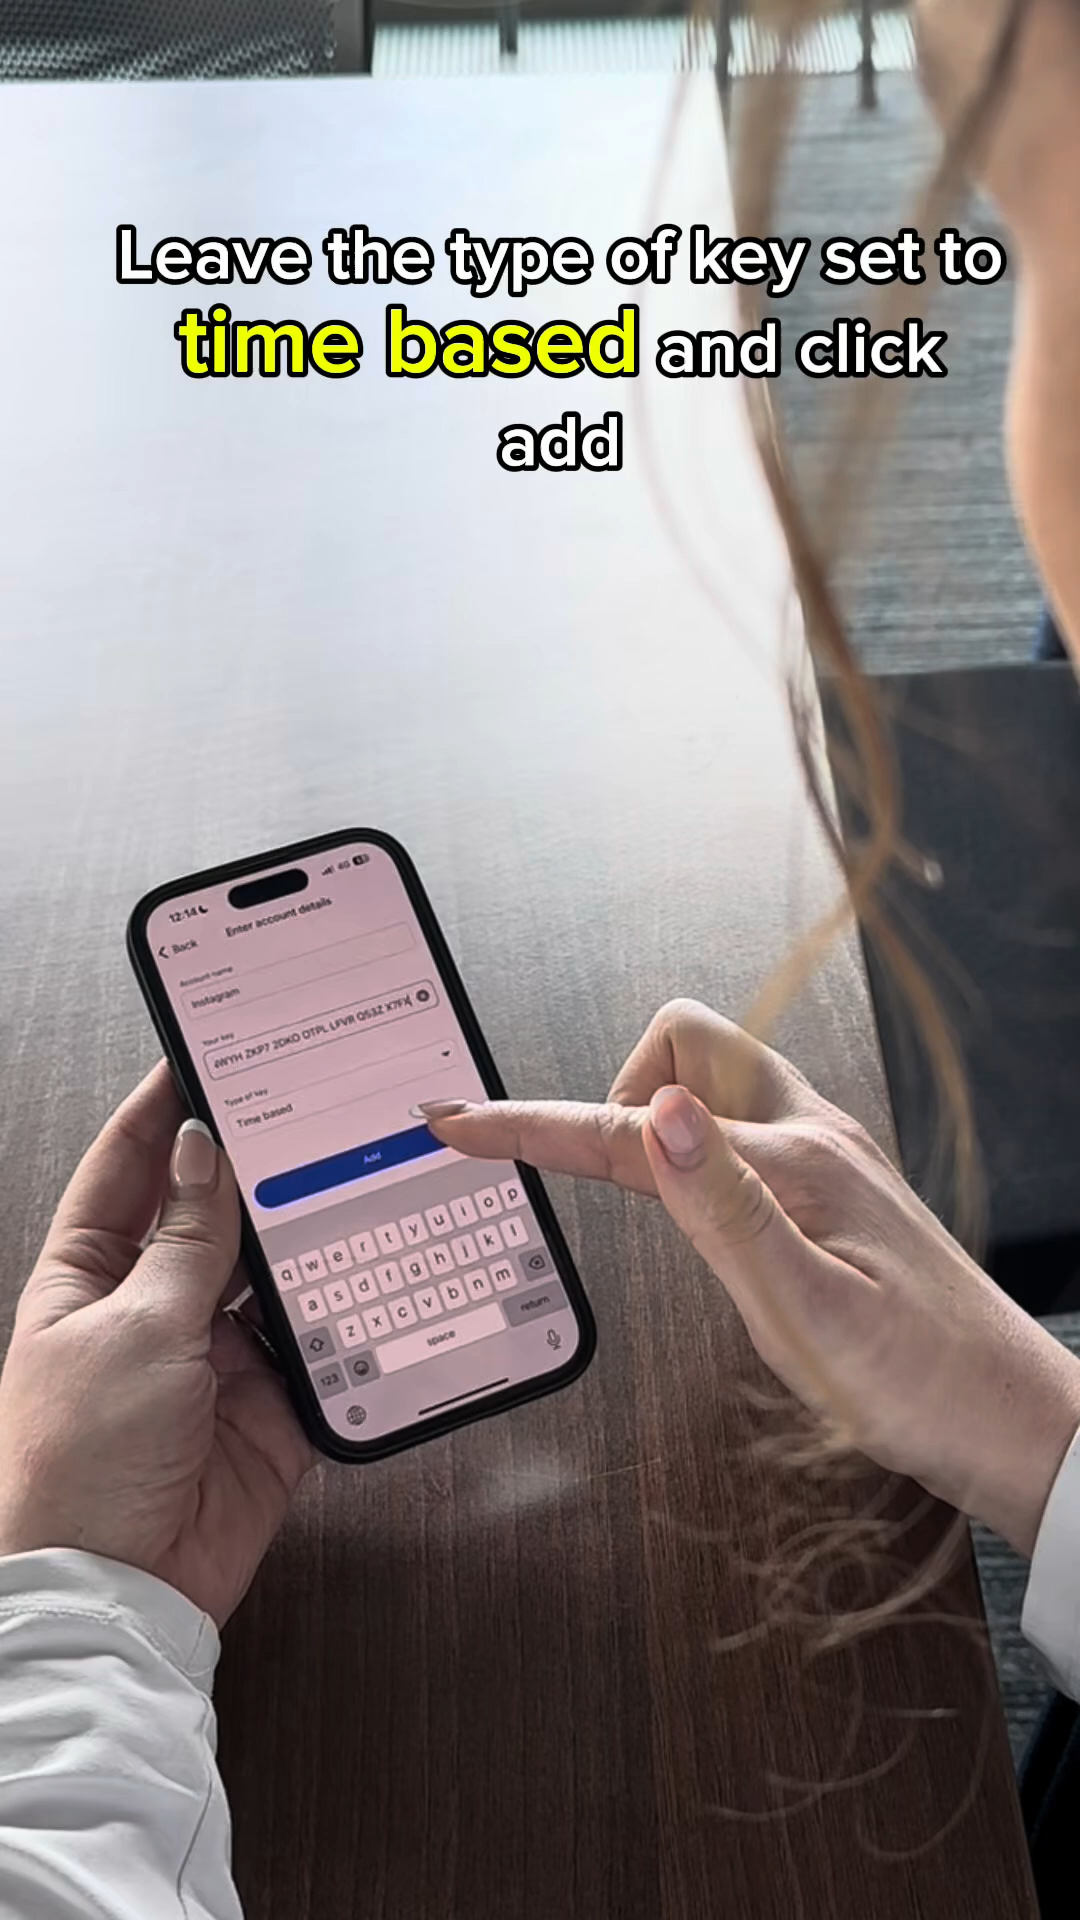 Leave the type of key set to
time based and click
add
12:14
4G
Back
Enter account details
Account name
Instagram
Your key
Type of key
Time based
Add
q w e r t y u i o p
a s d f g h j k l
z x c v b n m
123
space
return